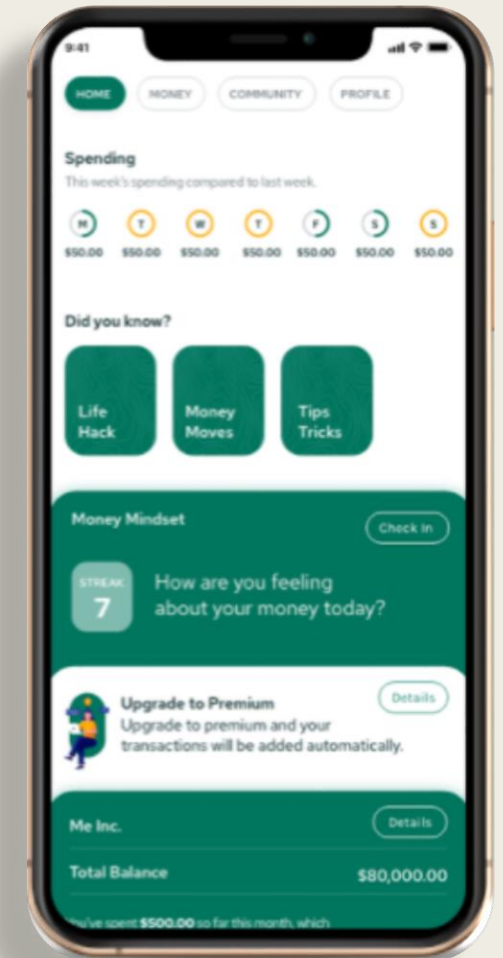 9:41
HOME MONEY COMMUNITY PROFILE
Spending
This week's spending compared to last week.
M T W T F S S
$50.00 $50.00 $50.00 $50.00 $50.00 $50.00 $50.00
Did you know?
Life
Hack
Money
Moves
Tips
Tricks
Money Mindset
Check In
STREAK
7
How are you feeling
about your money today?
Upgrade to Premium
Details
Upgrade to premium and your
transactions will be added automatically.
Me Inc.
Details
Total Balance
$80,000.00
You've spent $500.00 so far this month, which